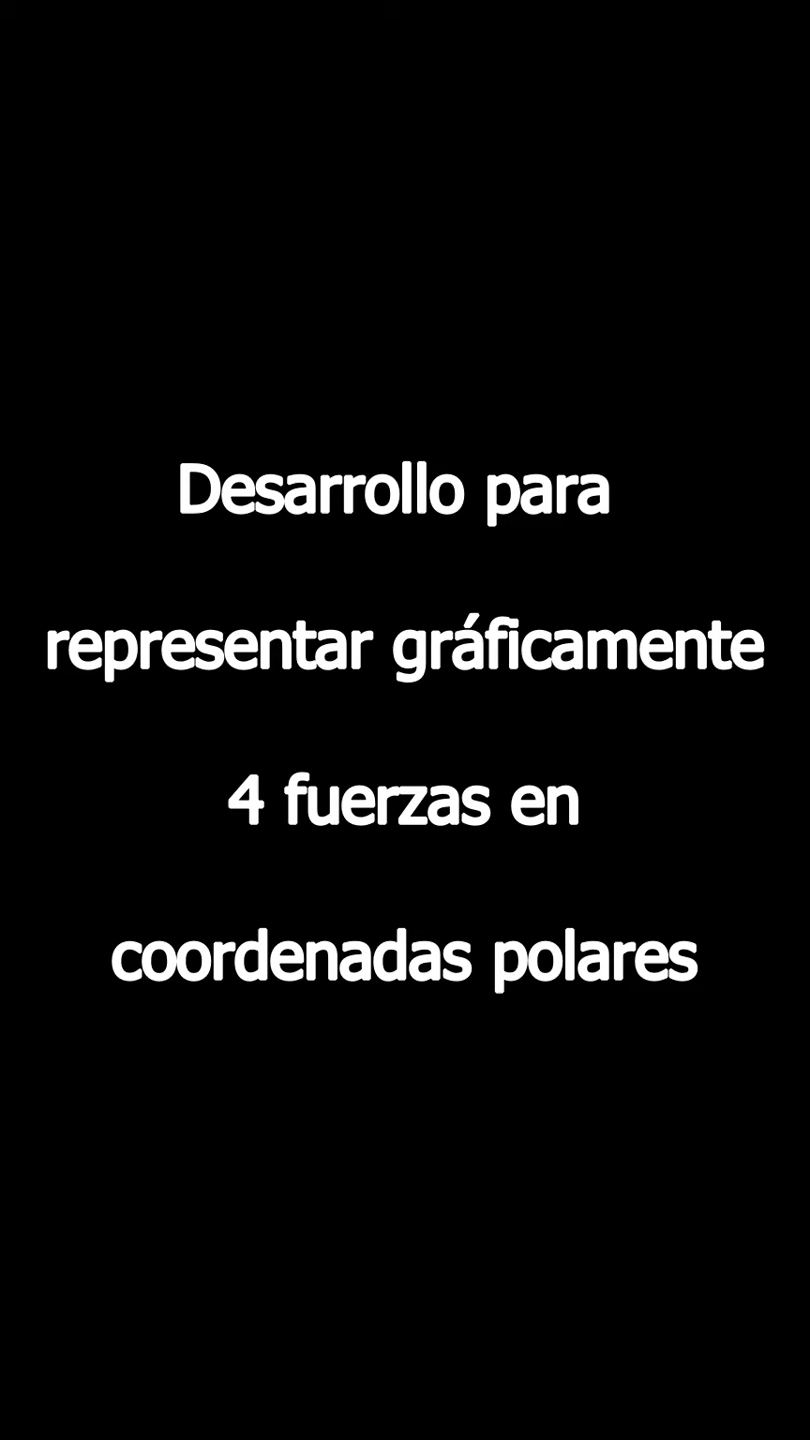 Desarrollo para
representar gráficamente
4 fuerzas en
coordenadas polares